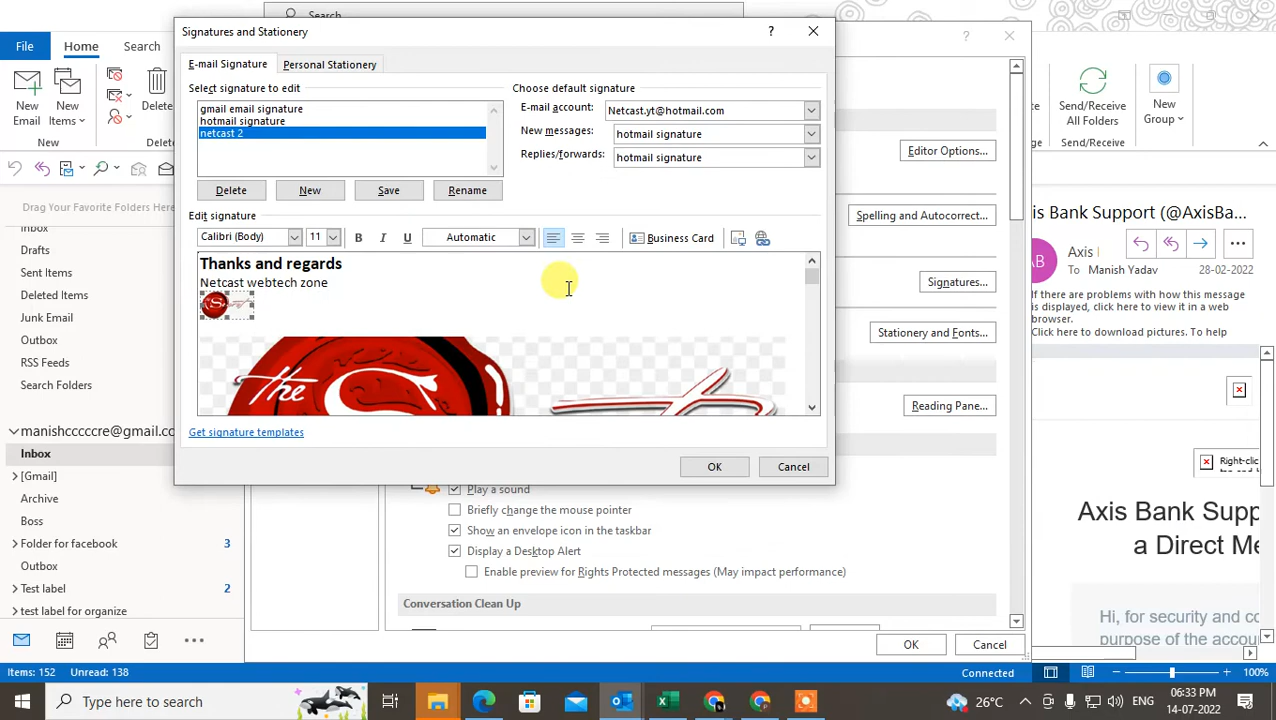 Search
Signatures and Stationery
File
Home
Search
E-mail Signature
Personal Stationery
New
Email
New
Items
Delete
New
Select signature to edit
gmail email signature
hotmail signature
netcast 2
Delete
New
Save
Rename
Choose default signature
E-mail account:
Netcast.yt@hotmail.com
New messages:
hotmail signature
Replies/forwards:
hotmail signature
Edit signature
Calibri (Body)
11
B
I
U
Automatic
Business Card
Thanks and regards
Netcast webtech zone
the
S
Get signature templates
OK
Cancel
Editor Options...
Spelling and Autocorrect...
Signatures...
Stationery and Fonts...
Reading Pane...
Play a sound
Briefly change the mouse pointer
Show an envelope icon in the taskbar
Display a Desktop Alert
Enable preview for Rights Protected messages (May impact performance)
Conversation Clean Up
OK
Cancel
Send/Receive
All Folders
Send/Receive
New
Group
Drag Your Favorite Folders Here
Inbox
Drafts
Sent Items
Deleted Items
Junk Email
Outbox
RSS Feeds
Search Folders
manishcccccre@gmail.co
Inbox
[Gmail]
Archive
Boss
Folder for facebook 3
Outbox
Test label 2
test label for organize
is Bank Support (@AxisBa...
AB
Axis
To Manish Yadav
28-02-2022
If there are problems with how this message
is displayed, click here to view it in a web
browser.
Click here to download pictures. To help
Right-clic
Axis Bank Supp
a Direct Me
Hi, for security and co
purpose of the accou
Items: 152
Unread: 138
Connected
100%
Type here to search
26°C
ENG
06:33 PM
14-07-2022